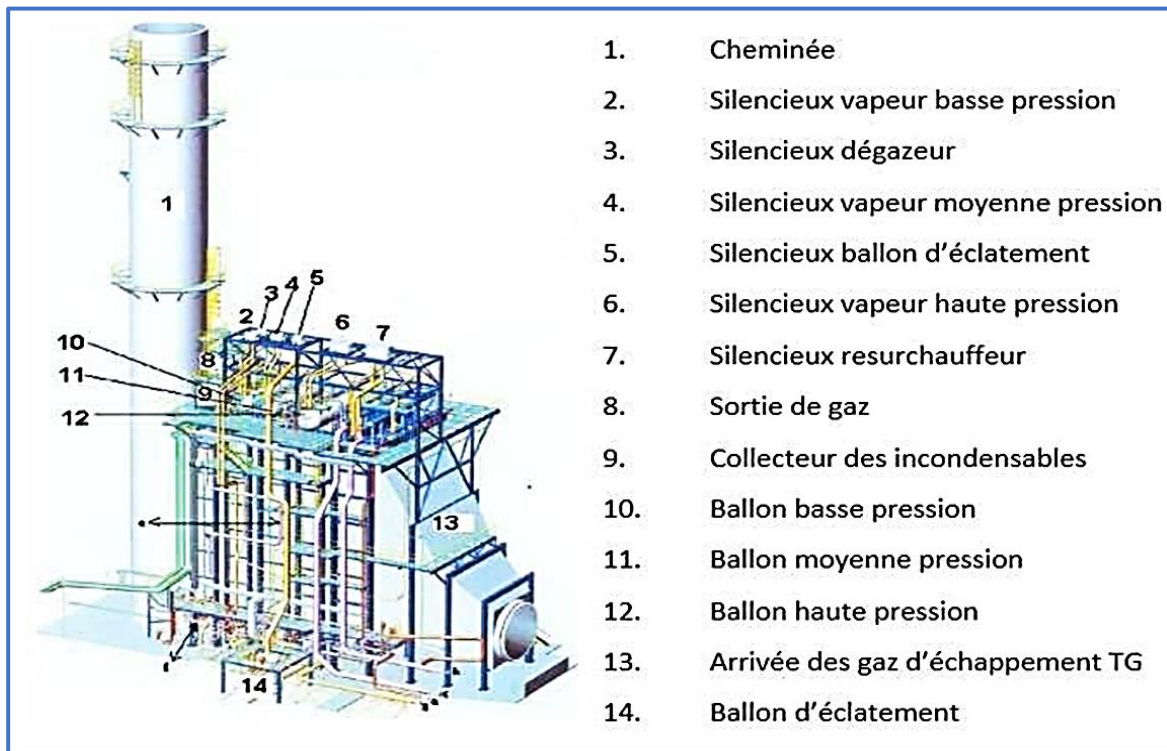 1. Cheminée
2. Silencieux vapeur basse pression
3. Silencieux dégazeur
4. Silencieux vapeur moyenne pression
5. Silencieux ballon d'éclatement
6. Silencieux vapeur haute pression
7. Silencieux resurchauffeur
8. Sortie de gaz
9. Collecteur des incondensables
10. Ballon basse pression
11. Ballon moyenne pression
12. Ballon haute pression
13. Arrivée des gaz d'échappement TG
14. Ballon d'éclatement
1
2
3
4
5
6
7
8
9
10
11
12
13
14